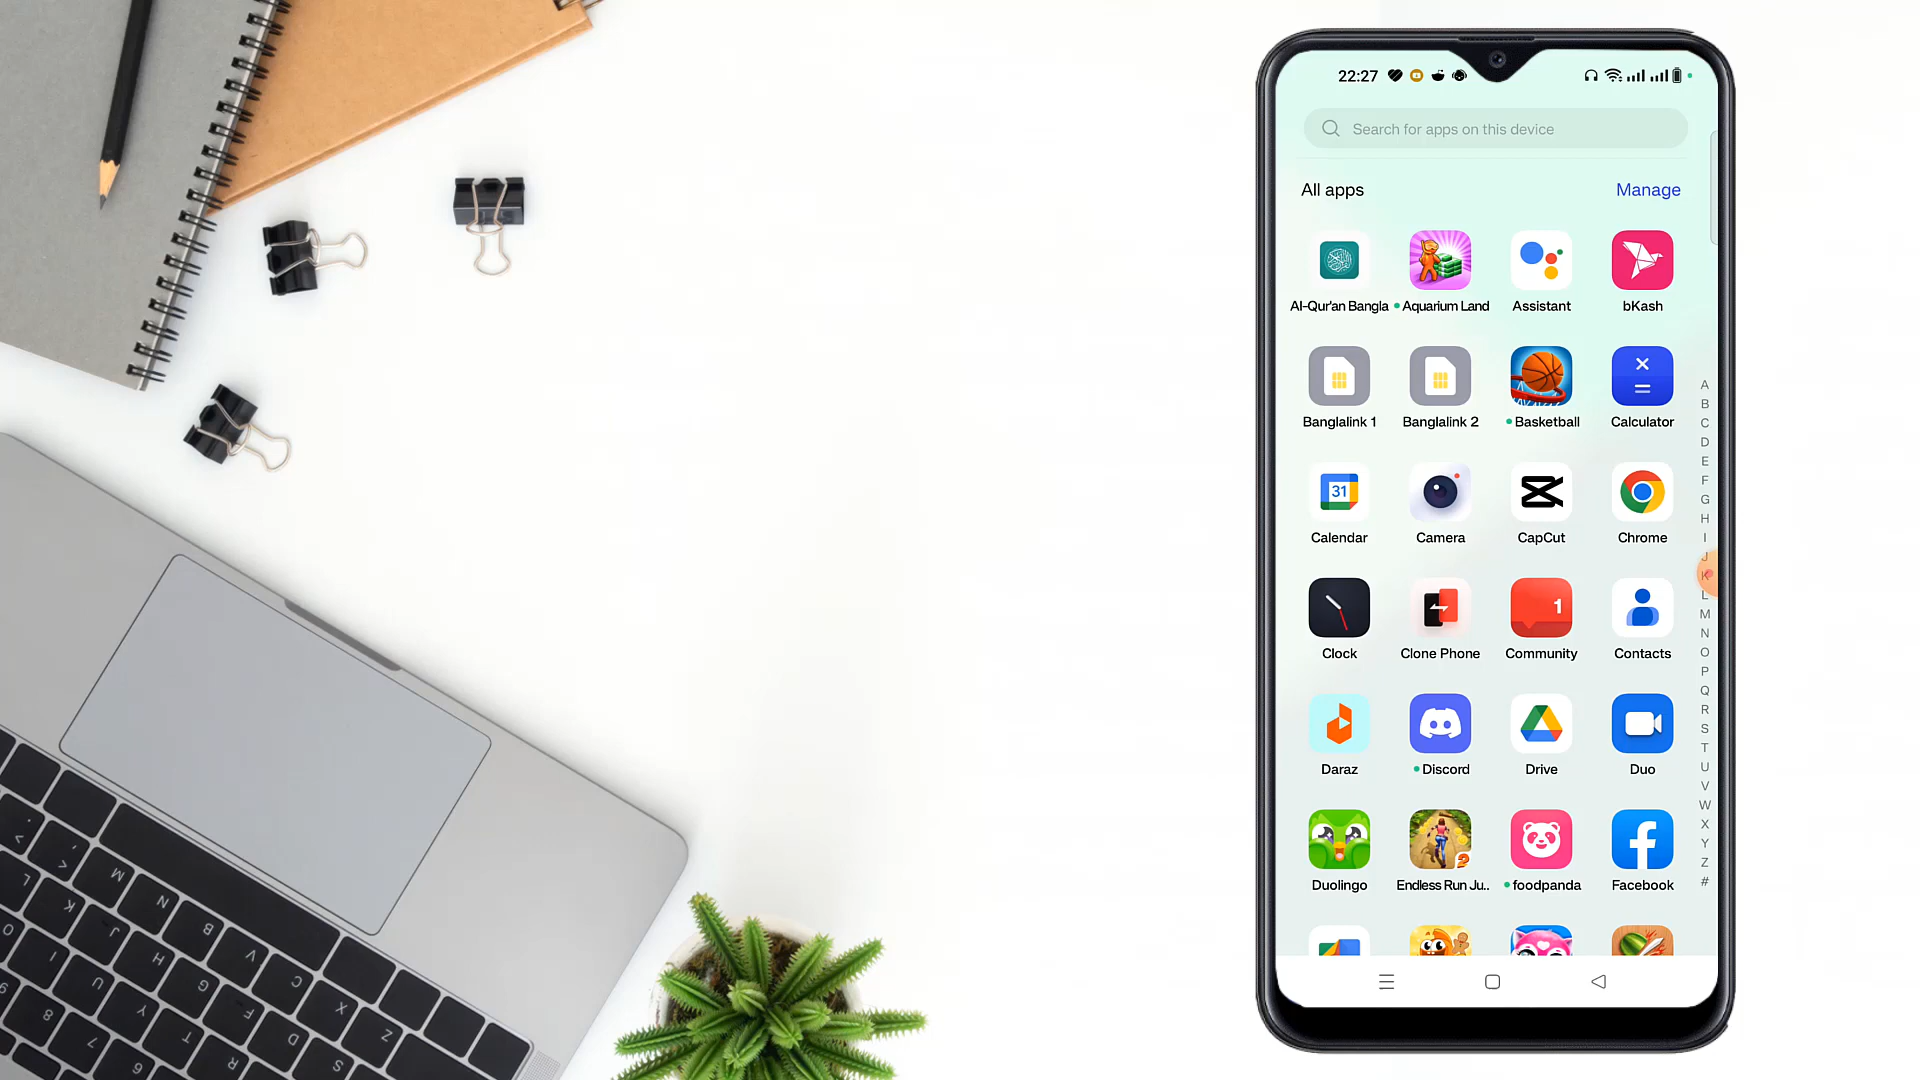 22:27
Search for apps on this device
All apps
Manage
Al-Qur'an Bangla
Aquarium Land
Assistant
bKash
Banglalink 1
Banglalink 2
Basketball
Calculator
31
Calendar
Camera
CapCut
Chrome
1
Clock
Clone Phone
Community
Contacts
Daraz
Discord
Drive
Duo
2
Duolingo
Endless Run Ju..
foodpanda
Facebook
A
B
C
D
E
F
G
H
I
J
K
L
M
N
O
P
Q
R
S
T
U
V
W
X
Y
Z
#